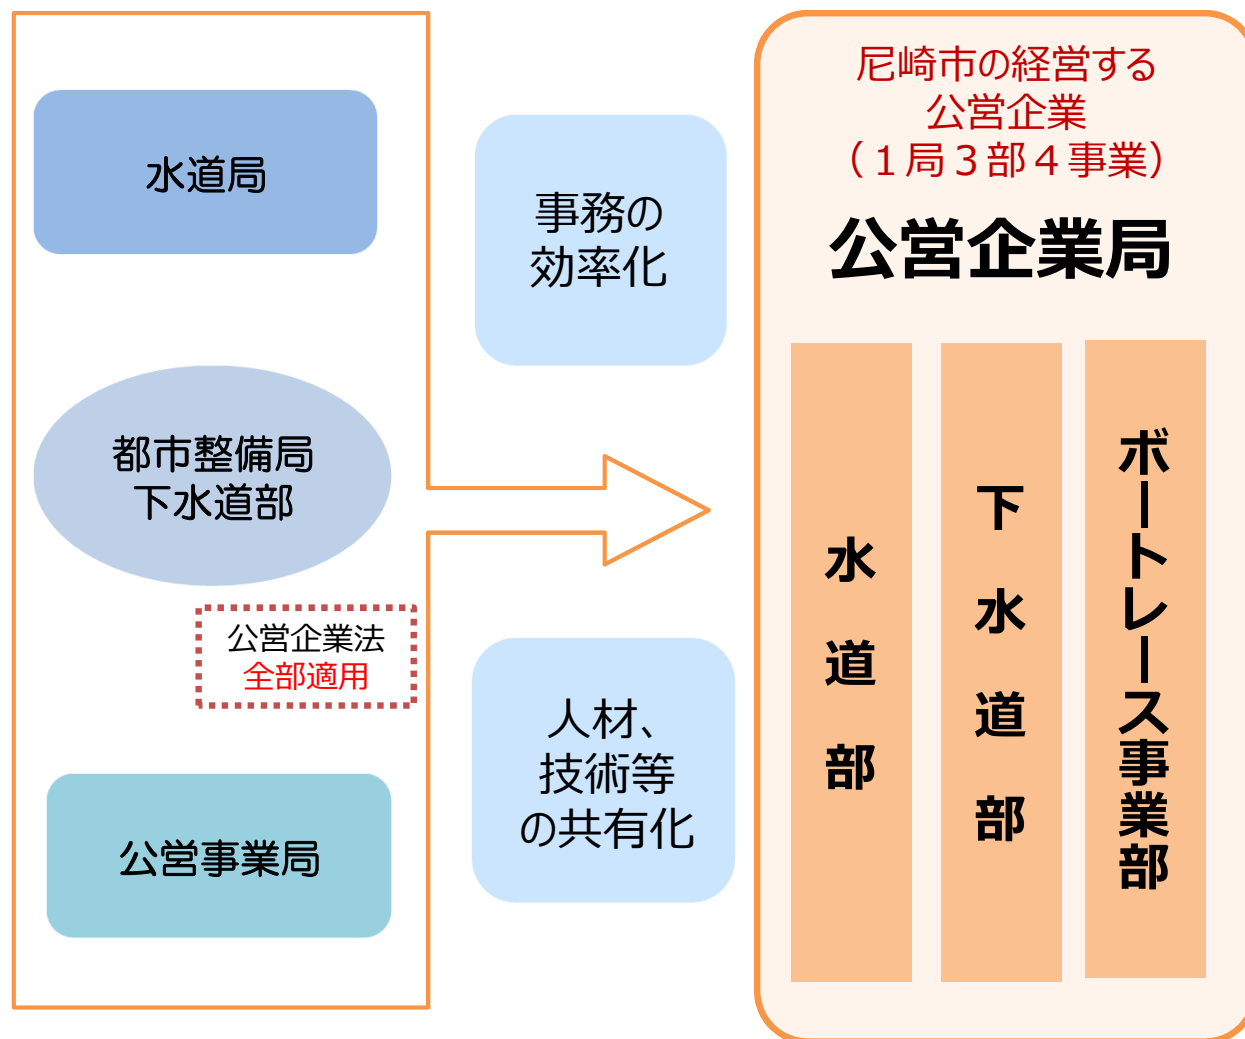 水道局
都市整備局
下水道部
公営企業法
全部適用
公営事業局
事務の
効率化
人材、
技術等
の共有化
尼崎市の経営する
公営企業
（１局３部４事業）
公営企業局
水道部
下水道部
ボートレース事業部